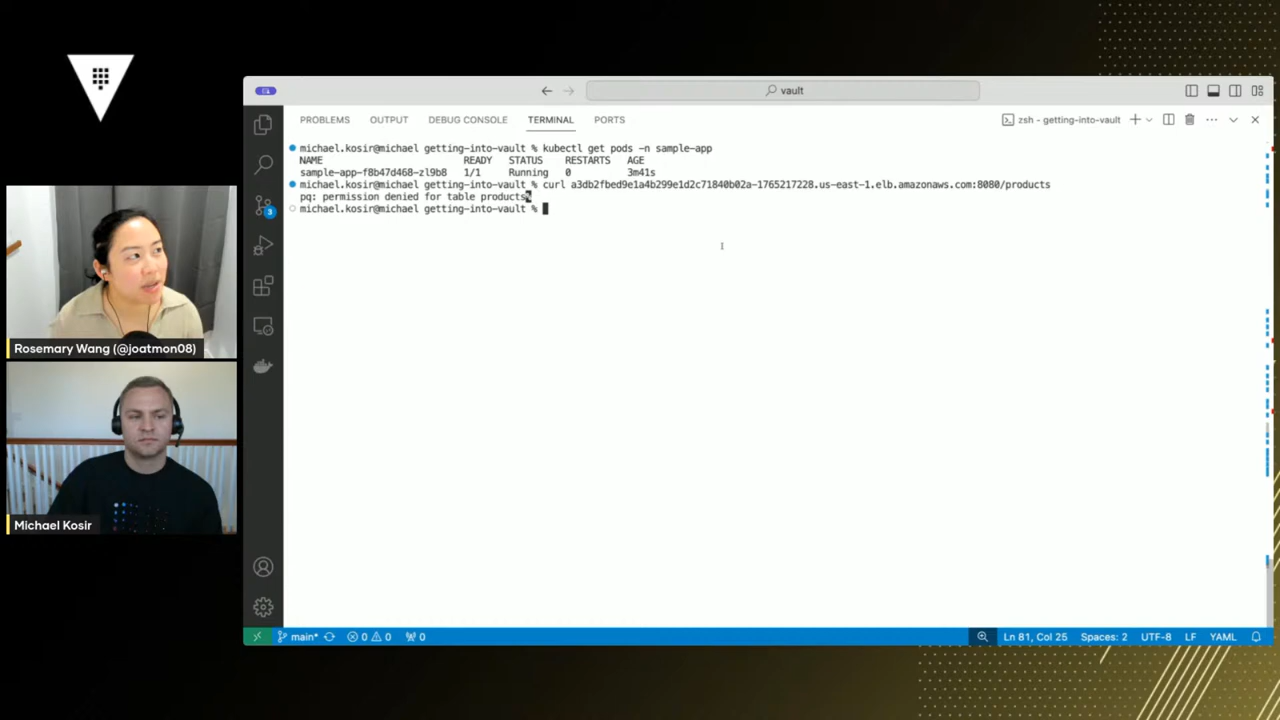 vault
PROBLEMS OUTPUT DEBUG CONSOLE TERMINAL PORTS
zsh - getting-into-vault
michael.kosir@michael getting-into-vault % kubectl get pods -n sample-app
NAME READY STATUS RESTARTS AGE
sample-app-f8b47d468-zl9b8 1/1 Running 0 3m41s
michael.kosir@michael getting-into-vault % curl a3db2fbed9e1a4b299e1d2c71840b02a-1765217228.us-east-1.elb.amazonaws.com:8080/products
pq: permission denied for table products%
michael.kosir@michael getting-into-vault %
3
Rosemary Wang (@joatmon08)
Michael Kosir
main* 0 0 0 Ln 81, Col 25 Spaces: 2 UTF-8 LF YAML